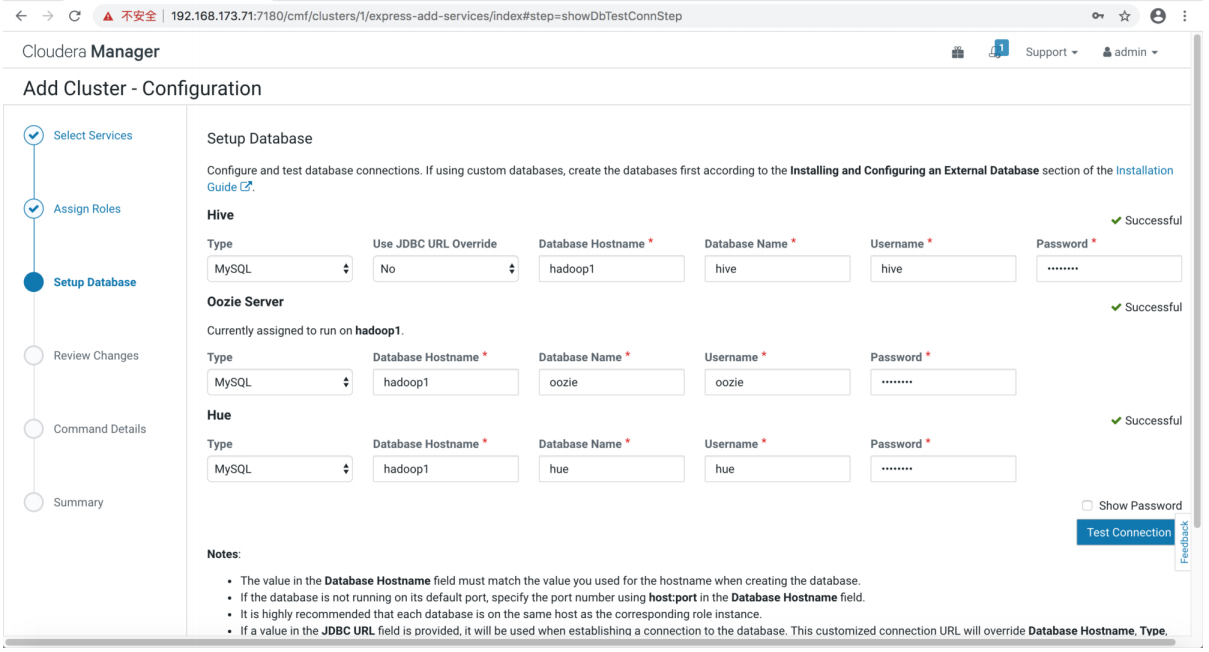 不安全 | 192.168.173.71:7180/cmf/clusters/1/express-add-services/index#step=showDbTestConnStep
Cloudera Manager
1
Support
admin
Add Cluster - Configuration
Select Services
Assign Roles
Setup Database
Review Changes
Command Details
Summary
Setup Database
Configure and test database connections. If using custom databases, create the databases first according to the Installing and Configuring an External Database section of the Installation
Guide.
Hive
Successful
Type Use JDBC URL Override Database Hostname * Database Name * Username * Password *
MySQL No hadoop1 hive hive ••••••••
Oozie Server
Successful
Currently assigned to run on hadoop1.
Type Database Hostname * Database Name * Username * Password *
MySQL hadoop1 oozie oozie ••••••••
Hue
Successful
Type Database Hostname * Database Name * Username * Password *
MySQL hadoop1 hue hue ••••••••
Show Password
Test Connection
Feedback
Notes:
• The value in the Database Hostname field must match the value you used for the hostname when creating the database.
• If the database is not running on its default port, specify the port number using host:port in the Database Hostname field.
• It is highly recommended that each database is on the same host as the corresponding role instance.
• If a value in the JDBC URL field is provided, it will be used when establishing a connection to the database. This customized connection URL will override Database Hostname, Type,